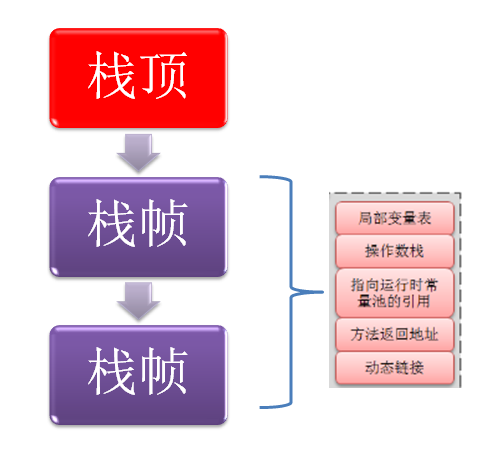 栈顶
栈帧
栈帧
局部变量表
操作数栈
指向运行时常
量池的引用
方法返回地址
动态链接